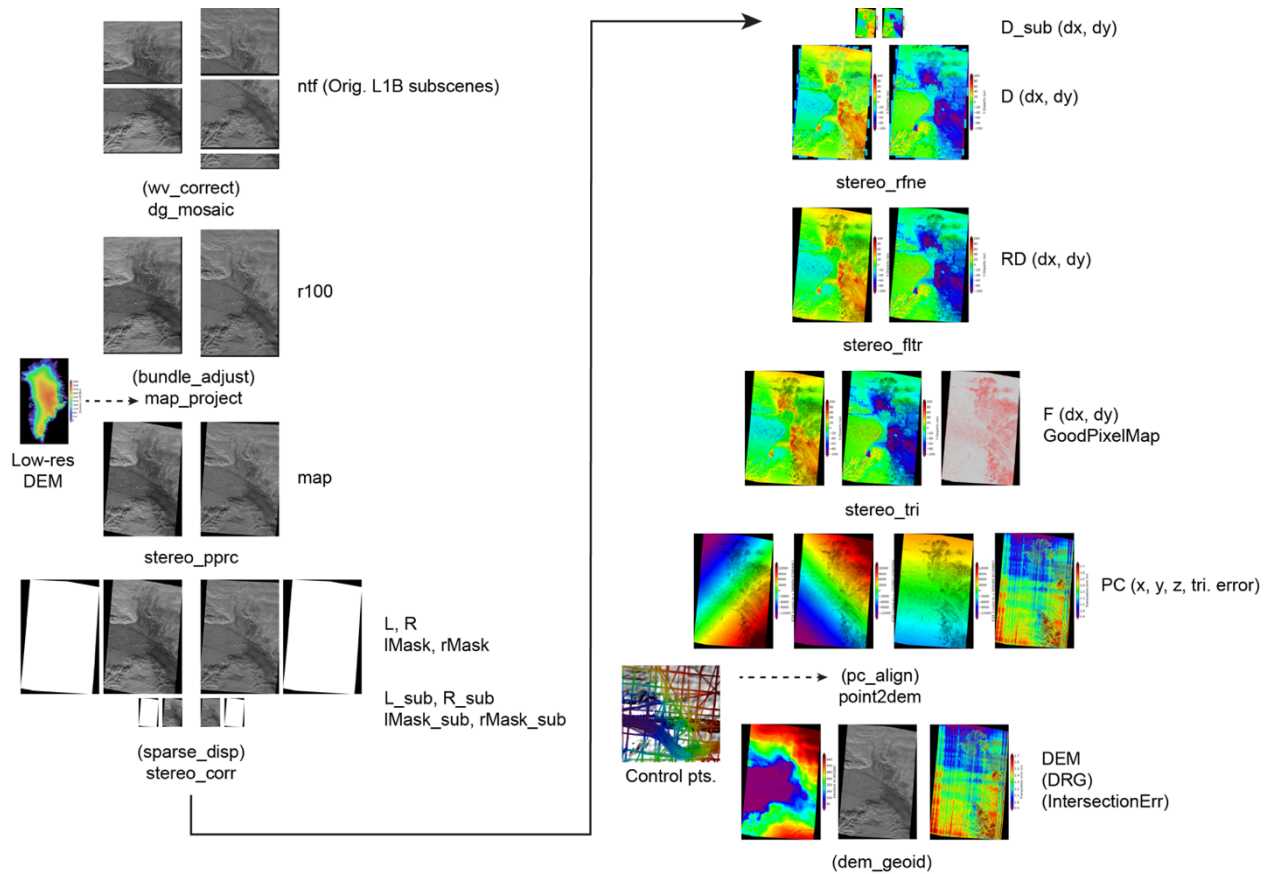 ntf (Orig. L1B subscenes)
(wv_correct)
dg_mosaic
r100
(bundle_adjust)
map_project
Low-res
DEM
map
stereo_pprc
L, R
lMask, rMask
L_sub, R_sub
lMask_sub, rMask_sub
(sparse_disp)
stereo_corr
D_sub (dx, dy)
D (dx, dy)
stereo_rfne
RD (dx, dy)
stereo_fltr
F (dx, dy)
GoodPixelMap
stereo_tri
PC (x, y, z, tri. error)
(pc_align)
point2dem
Control pts.
DEM
(DRG)
(IntersectionErr)
(dem_geoid)